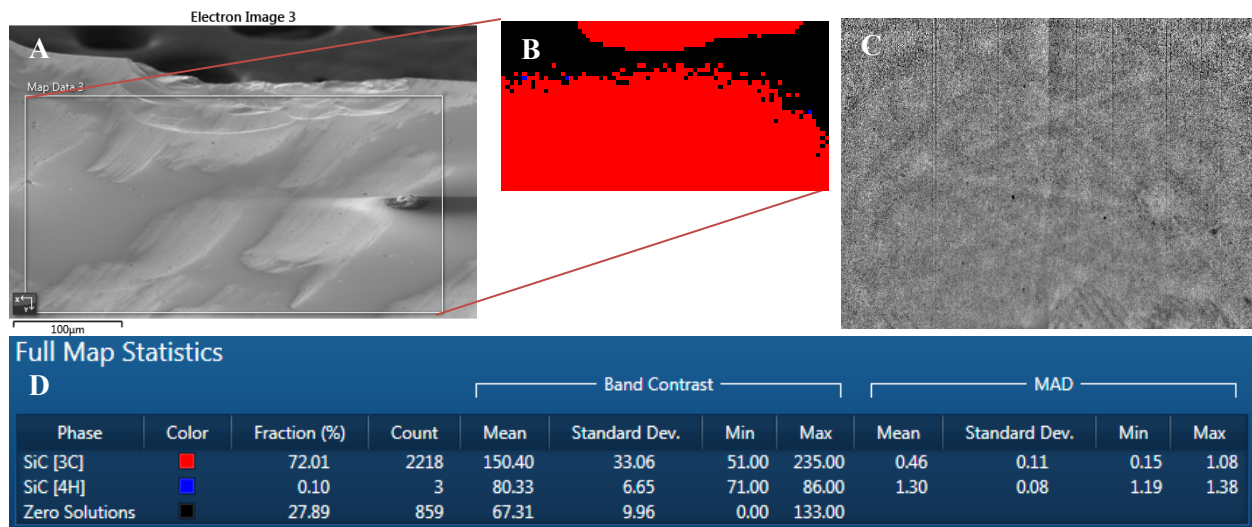 Electron Image 3
A
Map Data 3
X
Y
100µm
B
C
Full Map Statistics
D
Band Contrast MAD
Phase Color Fraction (%) Count Mean Standard Dev. Min Max Mean Standard Dev. Min Max
SiC [3C] 72.01 2218 150.40 33.06 51.00 235.00 0.46 0.11 0.15 1.08
SiC [4H] 0.10 3 80.33 6.65 71.00 86.00 1.30 0.08 1.19 1.38
Zero Solutions 27.89 859 67.31 9.96 0.00 133.00